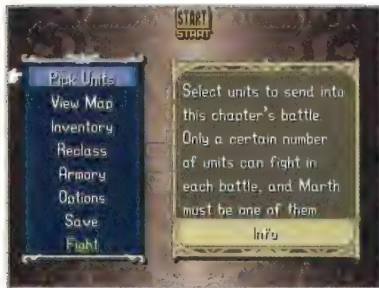 START
START
Pick Units
View Map
Inventory
Reclass
Armory
Options
Save
Fight
Select units to send into
this chapter's battle.
Only a certain number
of units can fight in
each battle, and Marth
must be one of them.
Info